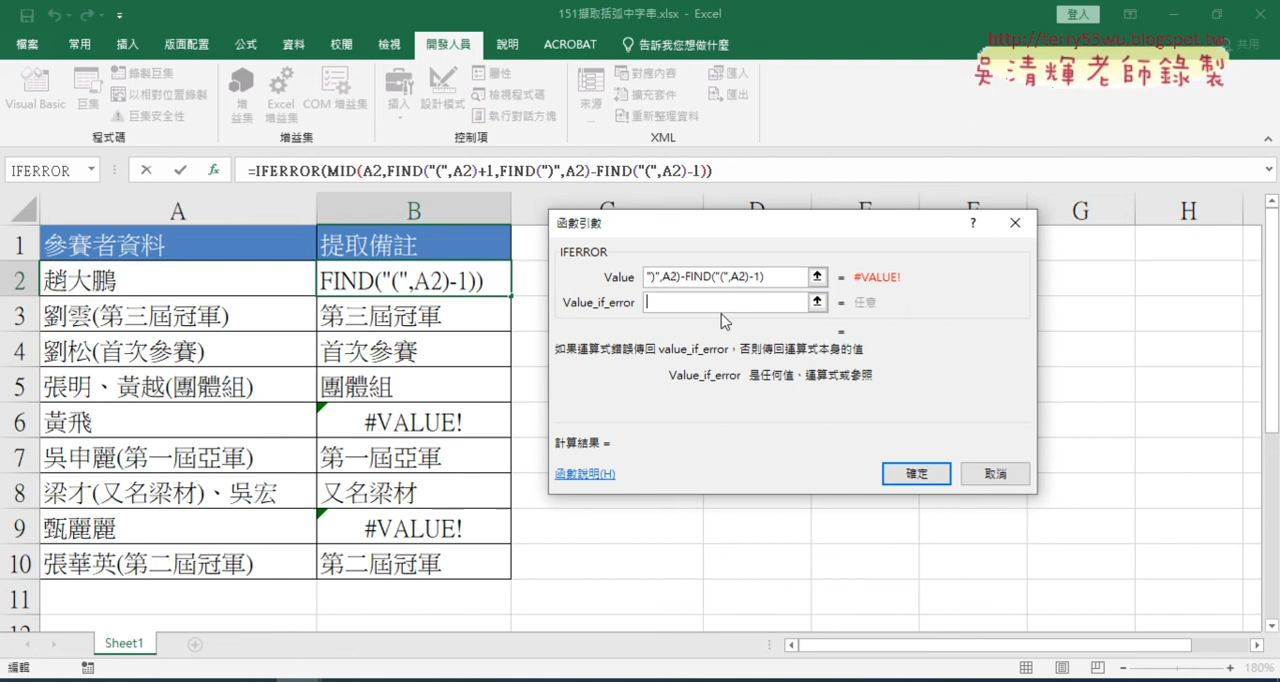 151擷取括弧中字串.xlsx - Excel
登入
檔案 常用 插入 版面配置 公式 資料 校閱 檢視 開發人員 說明 ACROBAT 告訴我您想做什麼 共用
http://terry55wu.blogspot.tw
吳清輝老師錄製
Visual Basic 巨集 錄製巨集 以相對位置錄製 巨集安全性
增益集 Excel 增益集 COM 增益集
插入 設計模式 屬性 檢視程式碼 執行對話方塊
來源 對應內容 擴充套件 重新整理資料 匯入 匯出
程式碼 增益集 控制項 XML
IFERROR =IFERROR(MID(A2,FIND("(",A2)+1,FIND(")",A2)-FIND("(",A2)-1))
A B C D E F G H
1 參賽者資料 提取備註
2 趙大鵬 FIND("(",A2)-1))
3 劉雲(第三屆冠軍) 第三屆冠軍
4 劉松(首次參賽) 首次參賽
5 張明、黃越(團體組) 團體組
6 黃飛 #VALUE!
7 吳申麗(第一屆亞軍) 第一屆亞軍
8 梁才(又名梁材)、吳宏 又名梁材
9 甄麗麗 #VALUE!
10 張華英(第二屆冠軍) 第二屆冠軍
11
12
函數引數 ?
IFERROR
Value ")",A2)-FIND("(",A2)-1) = #VALUE!
Value_if_error = 任意
=
如果運算式錯誤傳回 value_if_error，否則傳回運算式本身的值
Value_if_error 是任何值、運算式或參照
計算結果 =
函數說明(H)
確定 取消
Sheet1
編輯
180%